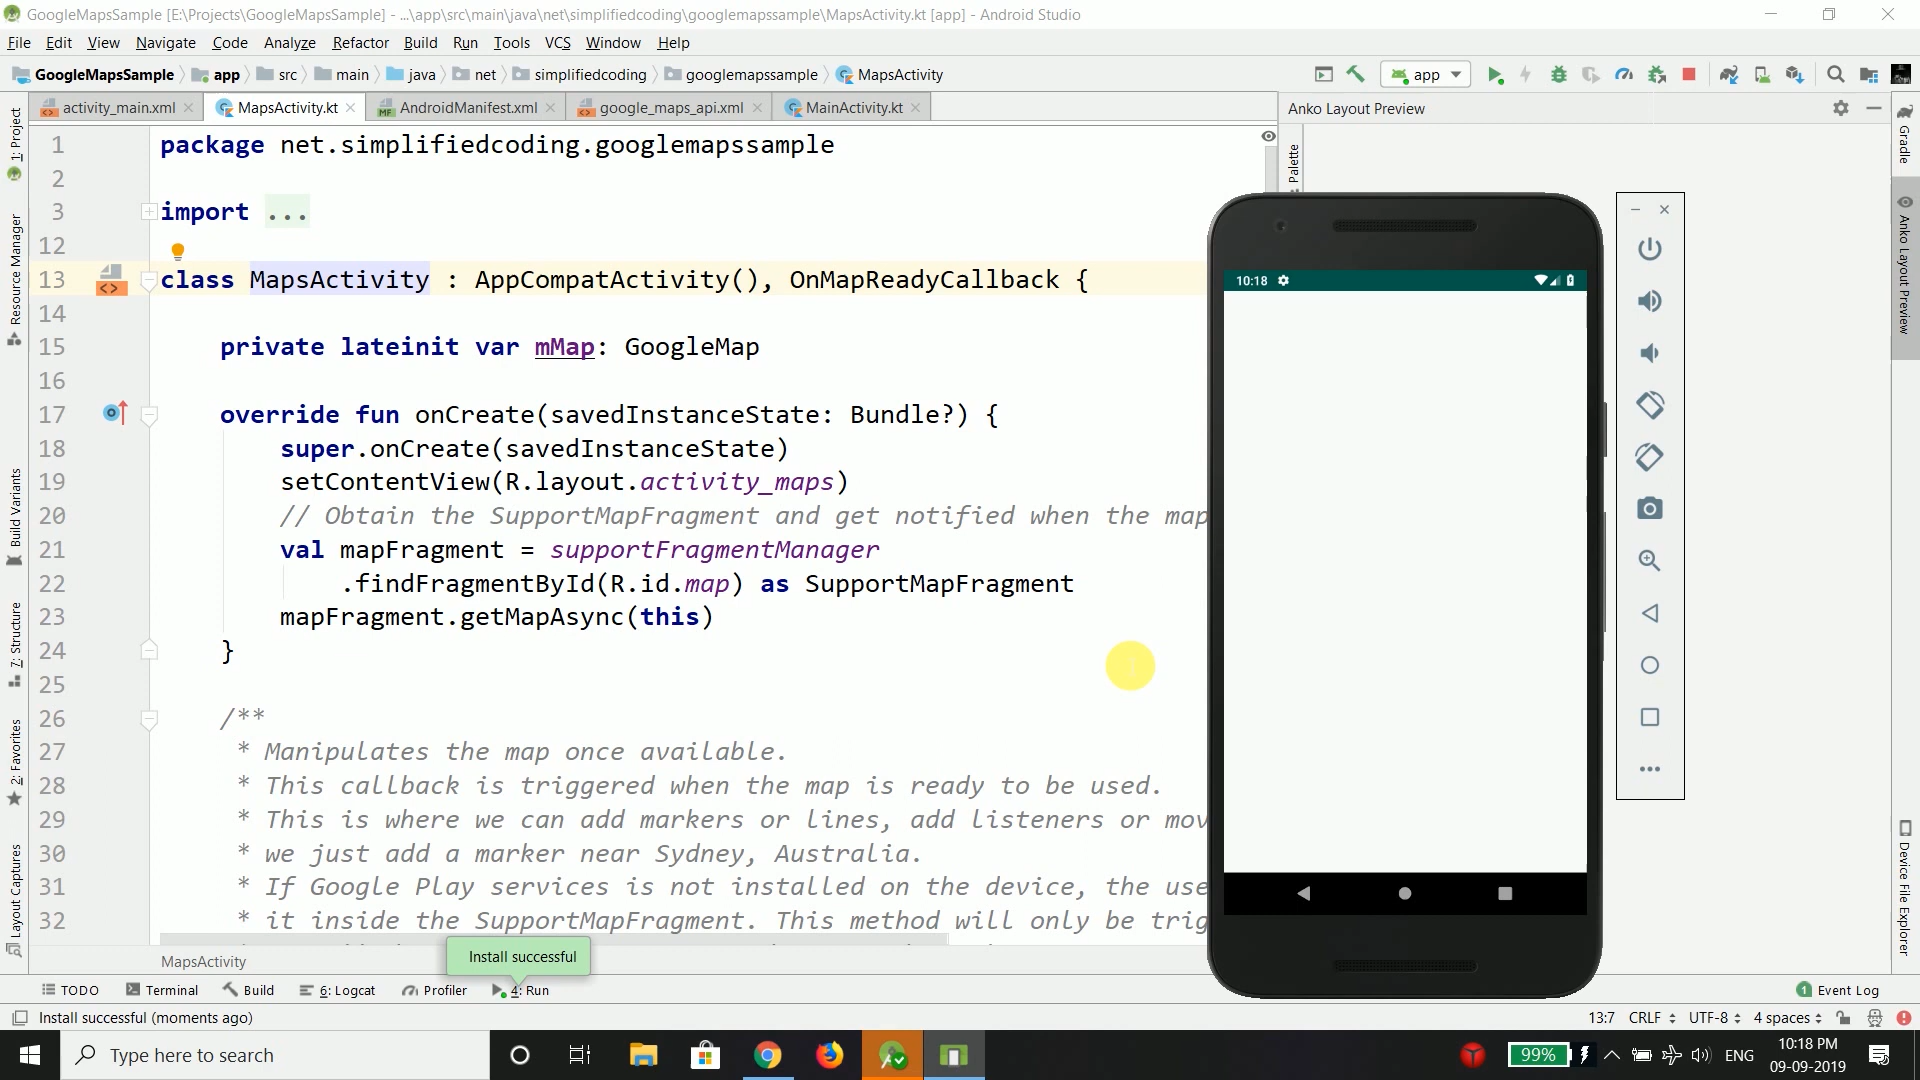 GoogleMapsSample [E:\Projects\GoogleMapsSample] - ...\app\src\main\java\net\simplifiedcoding\googlemapssample\MapsActivity.kt [app] - Android Studio
File Edit View Navigate Code Analyze Refactor Build Run Tools VCS Window Help
GoogleMapsSample app src main java net simplifiedcoding googlemapssample MapsActivity
app
activity_main.xml MapsActivity.kt AndroidManifest.xml google_maps_api.xml MainActivity.kt
Anko Layout Preview
1: Project
Resource Manager
Build Variants
7: Structure
2: Favorites
Layout Captures
1 package net.simplifiedcoding.googlemapssample
2
3 import ...
12
13 class MapsActivity : AppCompatActivity(), OnMapReadyCallback {
14
15 private lateinit var mMap: GoogleMap
16
17 override fun onCreate(savedInstanceState: Bundle?) {
18 super.onCreate(savedInstanceState)
19 setContentView(R.layout.activity_maps)
20 // Obtain the SupportMapFragment and get notified when the map
21 val mapFragment = supportFragmentManager
22 .findFragmentById(R.id.map) as SupportMapFragment
23 mapFragment.getMapAsync(this)
24 }
25
26 /**
27 * Manipulates the map once available.
28 * This callback is triggered when the map is ready to be used.
29 * This is where we can add markers or lines, add listeners or mov
30 * we just add a marker near Sydney, Australia.
31 * If Google Play services is not installed on the device, the use
32 * it inside the SupportMapFragment. This method will only be trig
MapsActivity
Install successful
Palette
10:18
Gradle
Anko Layout Preview
Device File Explorer
TODO Terminal Build 6: Logcat Profiler 4: Run
1 Event Log
Install successful (moments ago)
13:7 CRLF UTF-8 4 spaces
Type here to search
99%
ENG
10:18 PM
09-09-2019